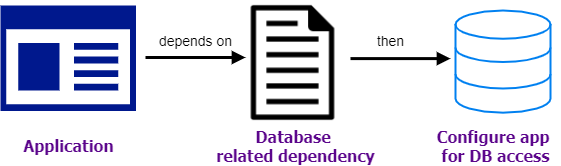 depends on
then
Application
Database
related dependency
Configure app
for DB access